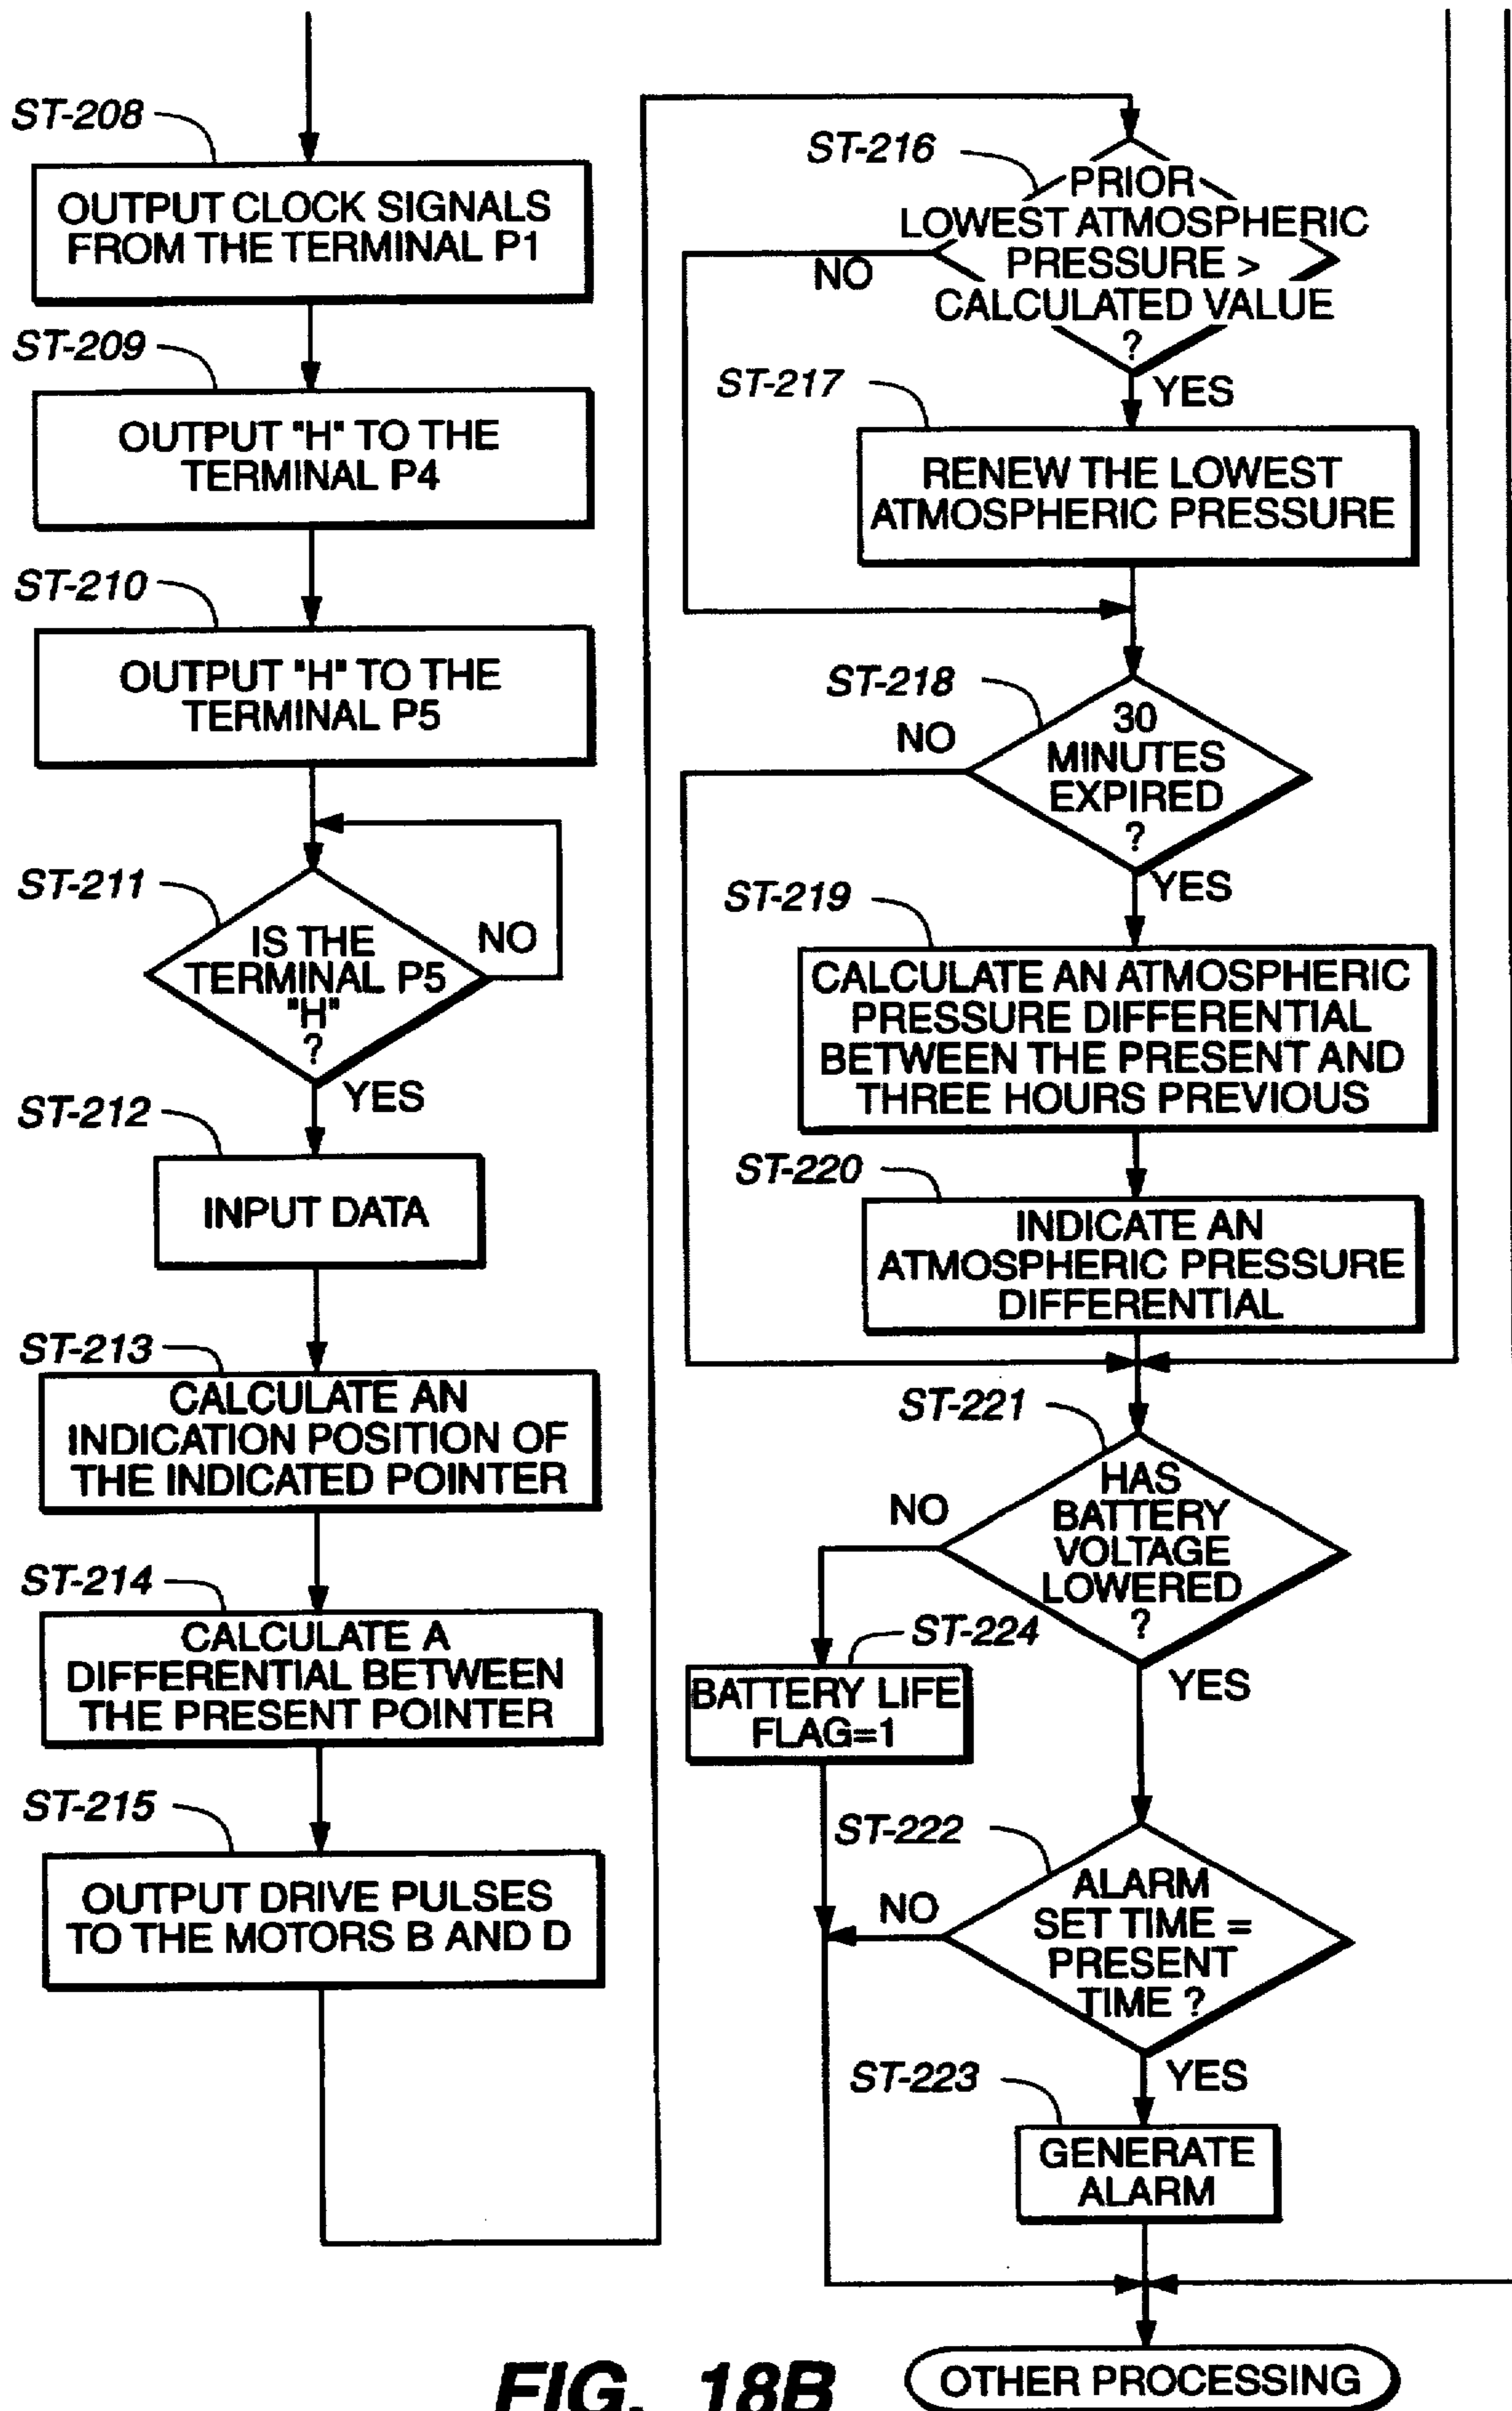 ST-208
OUTPUT CLOCK SIGNALS
FROM THE TERMINAL P1
ST-209
OUTPUT "H" TO THE
TERMINAL P4
ST-210
OUTPUT "H" TO THE
TERMINAL P5
ST-211
IS THE
TERMINAL P5
"H"
?
NO
YES
ST-212
INPUT DATA
ST-213
CALCULATE AN
INDICATION POSITION OF
THE INDICATED POINTER
ST-214
CALCULATE A
DIFFERENTIAL BETWEEN
THE PRESENT POINTER
ST-215
OUTPUT DRIVE PULSES
TO THE MOTORS B AND D
ST-216
PRIOR
LOWEST ATMOSPHERIC
PRESSURE >
CALCULATED VALUE
?
NO
YES
ST-217
RENEW THE LOWEST
ATMOSPHERIC PRESSURE
ST-218
30
MINUTES
EXPIRED
?
NO
YES
ST-219
CALCULATE AN ATMOSPHERIC
PRESSURE DIFFERENTIAL
BETWEEN THE PRESENT AND
THREE HOURS PREVIOUS
ST-220
INDICATE AN
ATMOSPHERIC PRESSURE
DIFFERENTIAL
ST-221
HAS
BATTERY
VOLTAGE
LOWERED
?
NO
YES
ST-224
BATTERY LIFE
FLAG=1
ST-222
ALARM
SET TIME =
PRESENT
TIME ?
NO
YES
ST-223
GENERATE
ALARM
OTHER PROCESSING
FIG. 18B